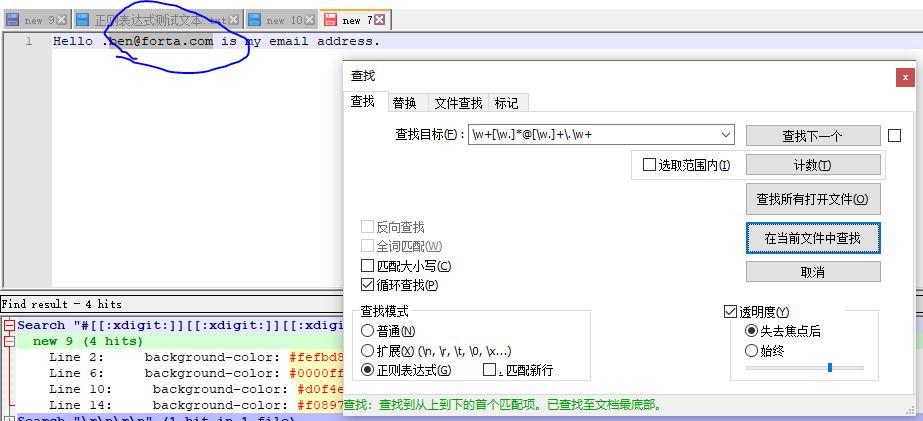 new 9 正则表达式测试文本.txt new 10 new 7
1 Hello .ben@forta.com is my email address.
查找
查找 替换 文件查找 标记
查找目标(F) : \w+[\w.]*@[\w.]+\.\w+ 查找下一个
选取范围内(I) 计数(T)
查找所有打开文件(O)
反向查找
在当前文件中查找
全词匹配(W)
匹配大小写(C)
取消
循环查找(P)
Find result - 4 hits
查找模式 透明度(Y)
Search "#[[:xdigit:]][[:xdigit:]][[:xdig
普通(N) 失去焦点后
new 9 (4 hits)
扩展(X) (\n, \r, \t, \0, \x...) 始终
Line 2: background-color: #fefbd8
正则表达式(G) . 匹配新行
Line 6: background-color: #0000ff
Line 10: background-color: #d0f4e
Line 14: background-color: #f0897
查找: 查找到从上到下的首个匹配项。已查找至文档最底部。
Search "\r\n\r\n" (1 hit in 1 file)